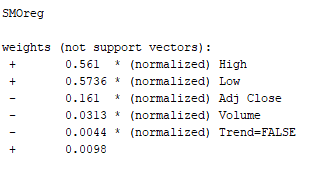 SMOreg
weights (not support vectors):
+ 0.561 * (normalized) High
+ 0.5736 * (normalized) Low
- 0.161 * (normalized) Adj Close
- 0.0313 * (normalized) Volume
- 0.0044 * (normalized) Trend=FALSE
+ 0.0098